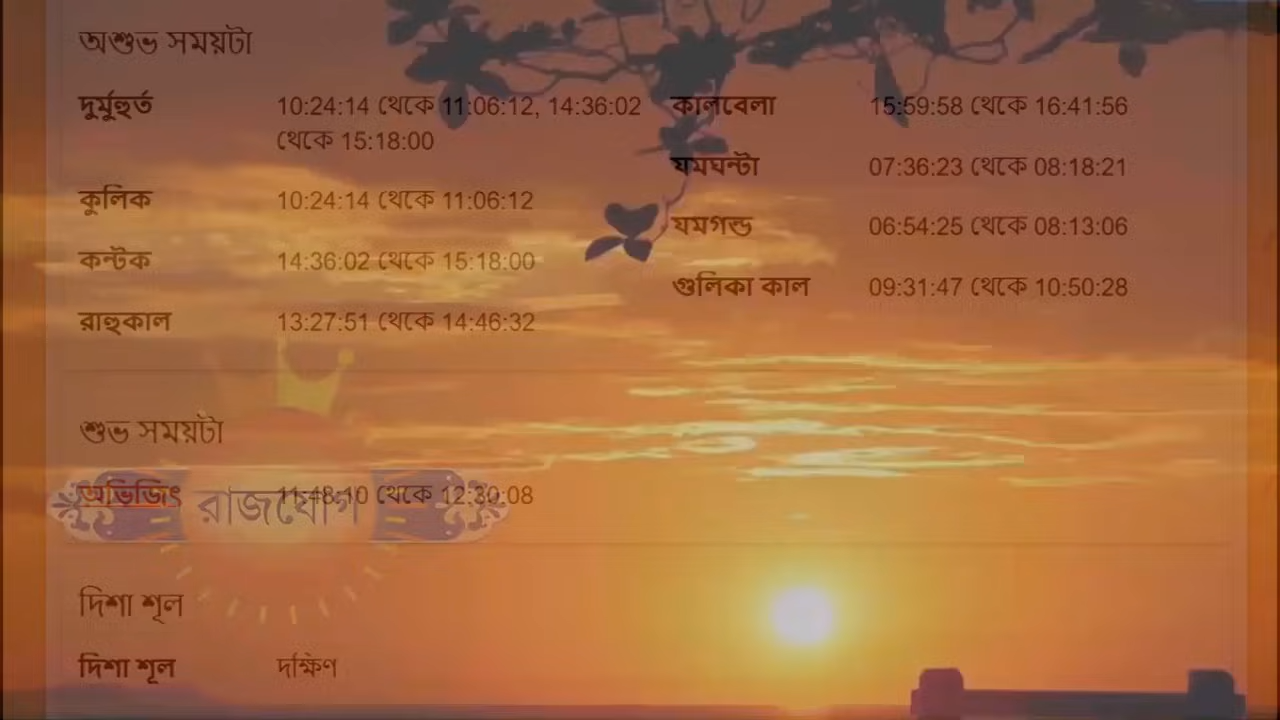 অশুভ সময়টা
দুর্মুহুর্ত 10:24:14 থেকে 11:06:12, 14:36:02 থেকে 15:18:00
কুলিক 10:24:14 থেকে 11:06:12
কন্টক 14:36:02 থেকে 15:18:00
রাহুকাল 13:27:51 থেকে 14:46:32
কালবেলা 15:59:58 থেকে 16:41:56
যমঘন্টা 07:36:23 থেকে 08:18:21
যমগন্ড 06:54:25 থেকে 08:13:06
গুলিকা কাল 09:31:47 থেকে 10:50:28
শুভ সময়টা
অভিজিৎ 11:48:10 থেকে 12:30:08
রাজযোগ
দিশা শূল
দিশা শূল দক্ষিণ